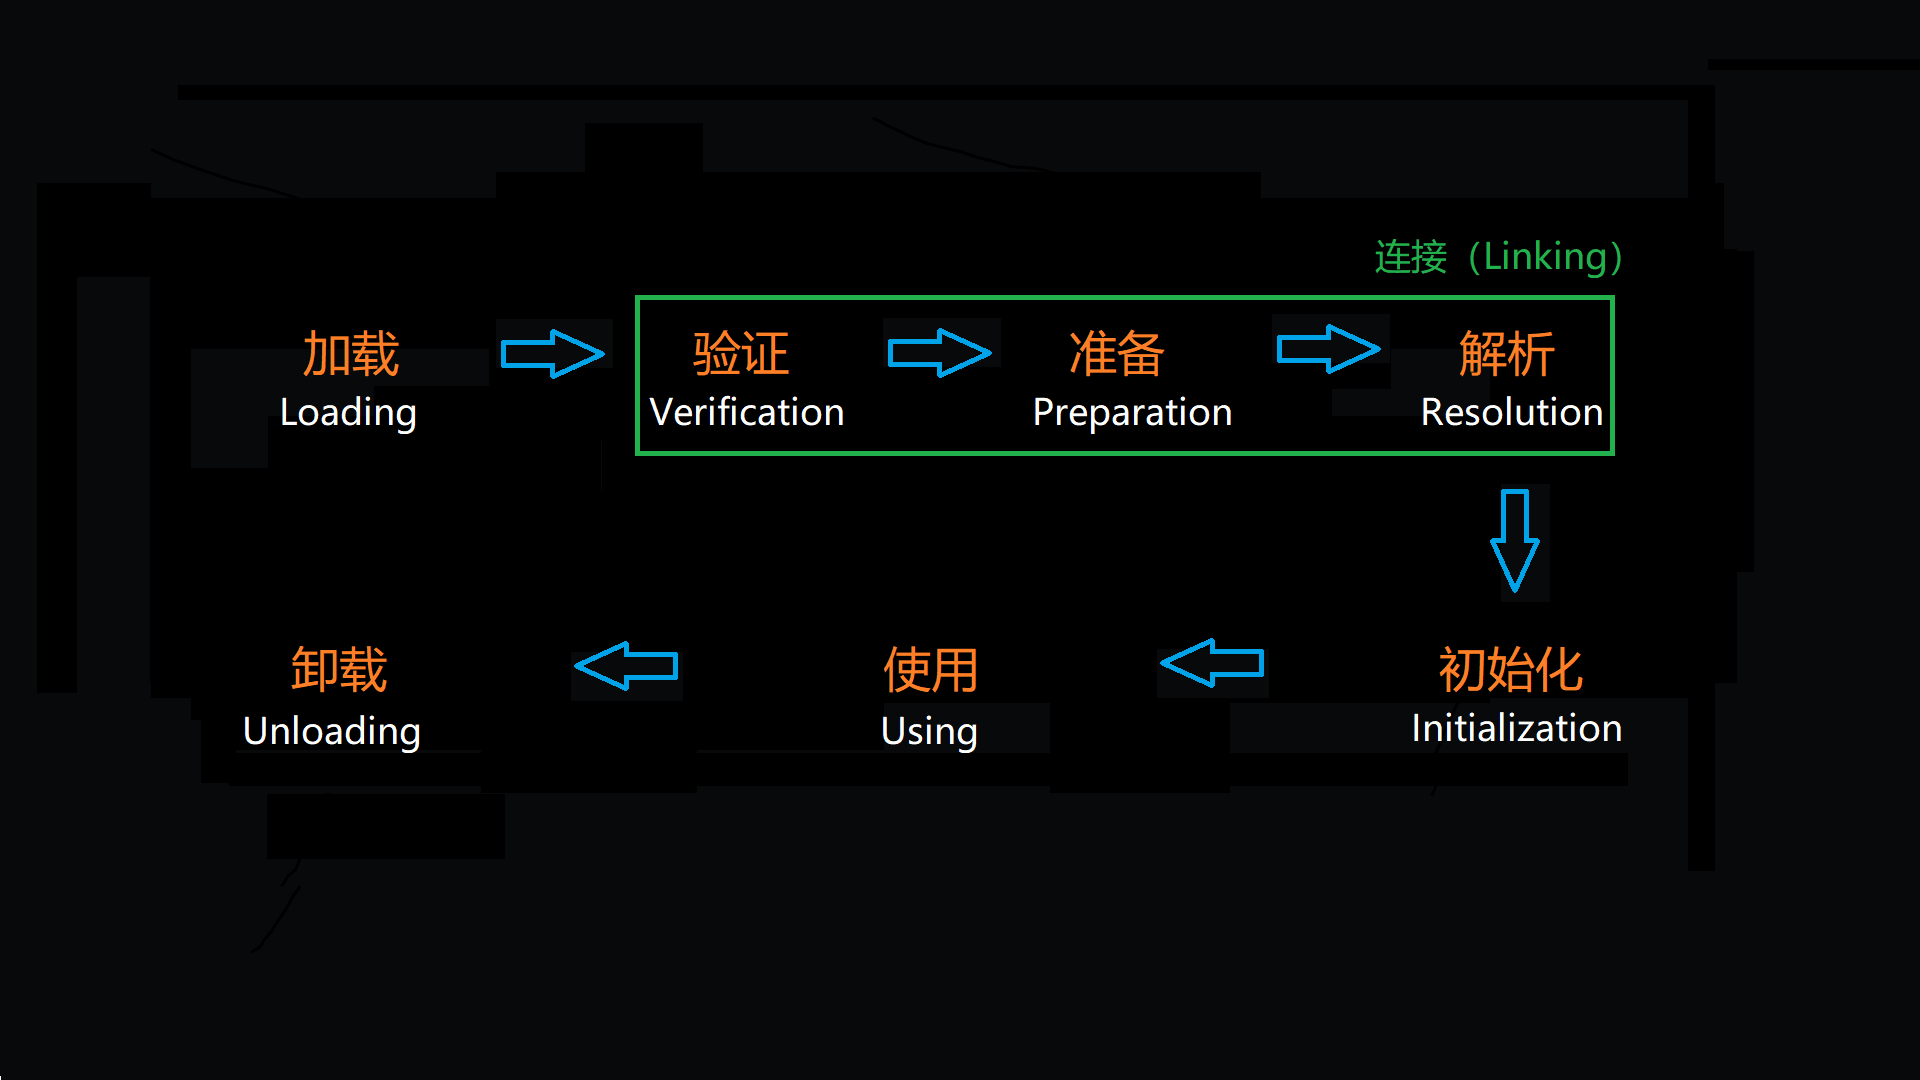 连接（Linking）
加载
Loading
验证
Verification
准备
Preparation
解析
Resolution
初始化
Initialization
使用
Using
卸载
Unloading